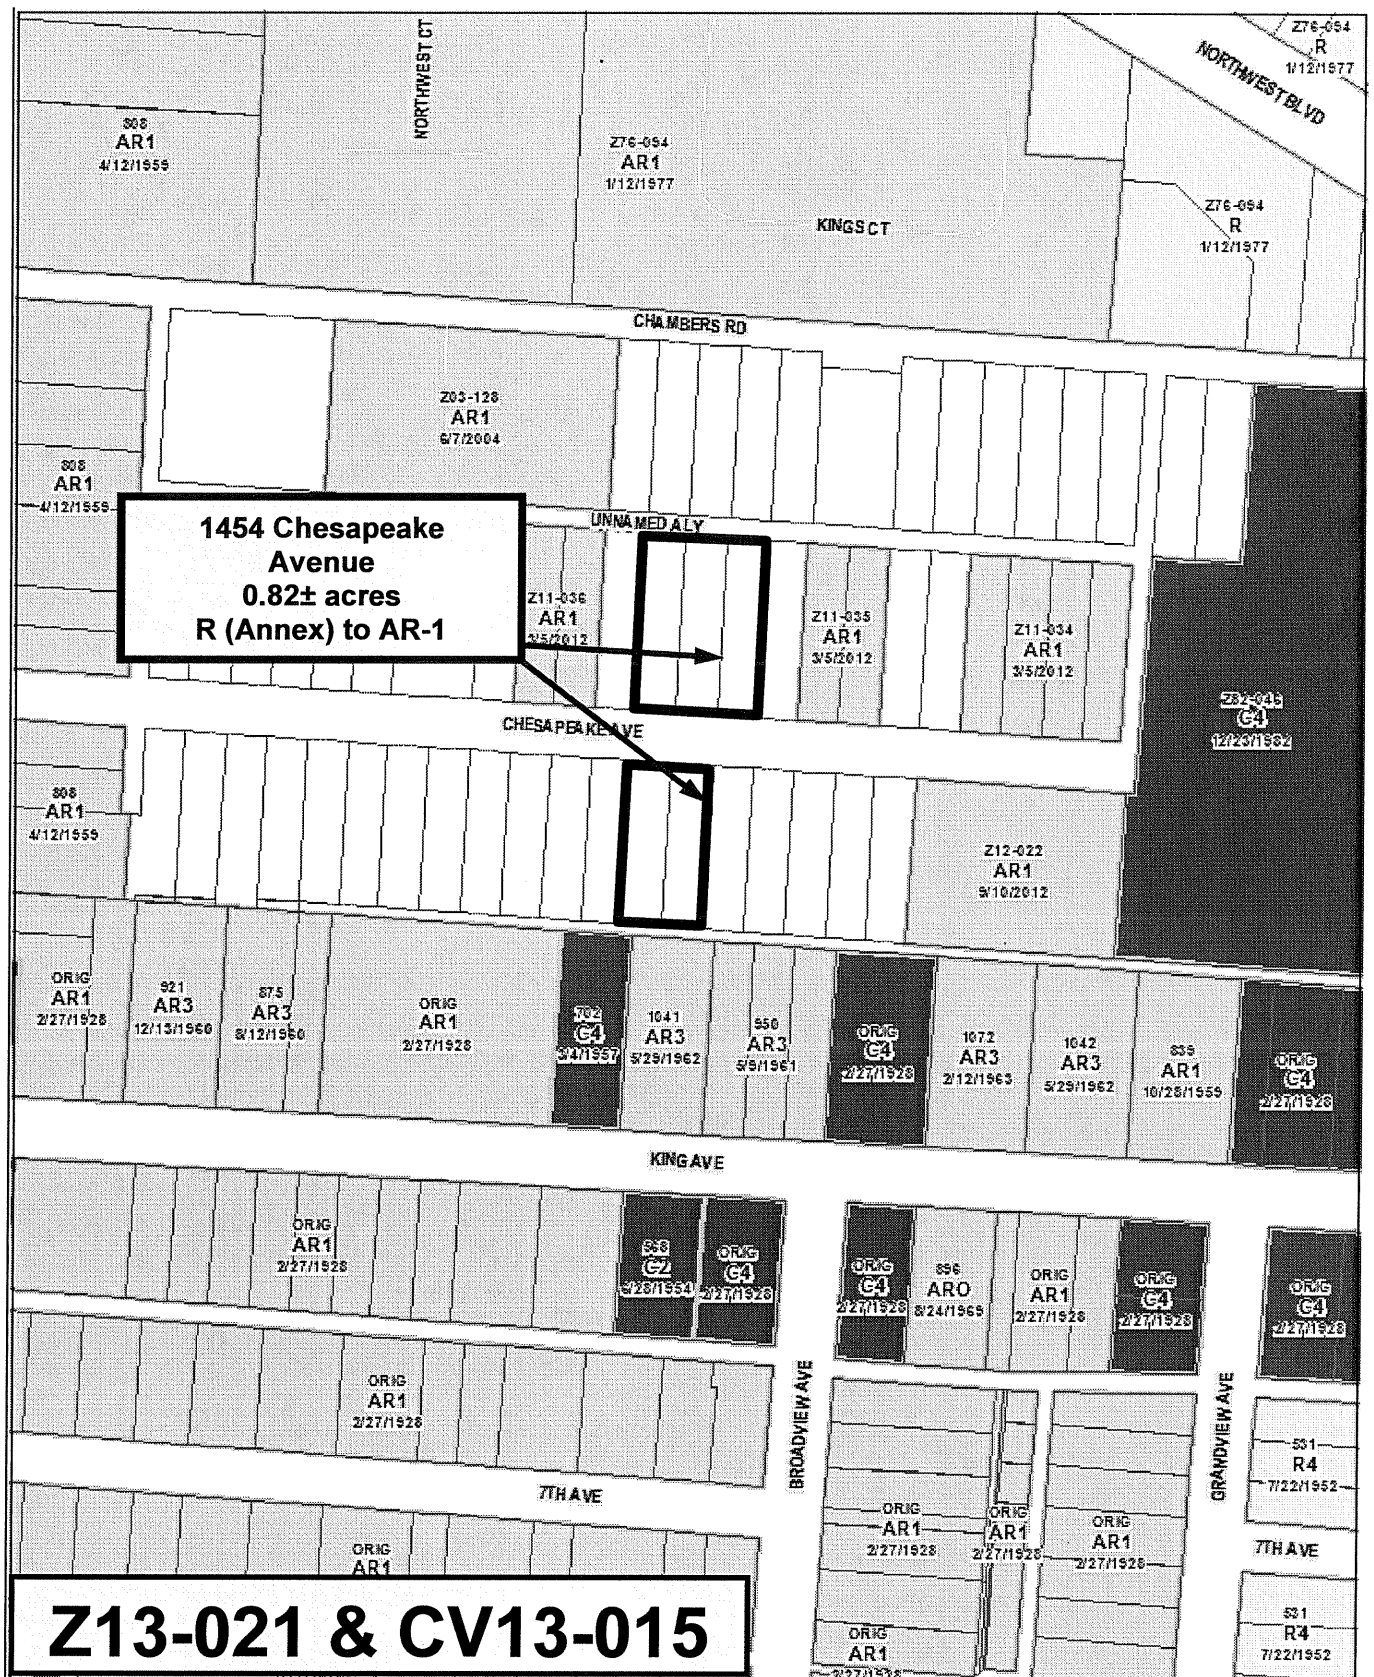 Z76-094
R
1/12/1977
NORTHWEST BLVD
NORTHWEST CT
808
AR1
4/12/1959
Z76-094
AR1
1/12/1977
KINGS CT
Z76-094
R
1/12/1977
CHAMBERS RD
Z03-128
AR1
6/7/2004
808
AR1
4/12/1959
1454 Chesapeake
Avenue
0.82± acres
R (Annex) to AR-1
UNNAMED ALY
Z11-036
AR1
3/5/2012
Z11-035
AR1
3/5/2012
Z11-034
AR1
3/5/2012
Z82-046
C4
12/23/1982
CHESAPEAKE AVE
808
AR1
4/12/1959
Z12-022
AR1
9/10/2012
ORIG
AR1
2/27/1928
921
AR3
12/13/1960
875
AR3
8/12/1960
ORIG
AR1
2/27/1928
702
C4
3/4/1957
1041
AR3
5/29/1962
950
AR3
5/9/1961
ORIG
C4
2/27/1928
1072
AR3
2/12/1963
1042
AR3
5/29/1962
839
AR1
10/28/1959
ORIG
C4
2/27/1928
KING AVE
ORIG
AR1
2/27/1928
C2
6/28/1954
ORIG
C4
2/27/1928
ORIG
C4
2/27/1928
896
ARO
8/24/1969
ORIG
AR1
2/27/1928
ORIG
C4
2/27/1928
ORIG
C4
2/27/1928
ORIG
AR1
2/27/1928
BROADVIEW AVE
GRANDVIEW AVE
531
R4
7/22/1952
7TH AVE
ORIG
AR1
2/27/1928
ORIG
AR1
2/27/1928
ORIG
AR1
2/27/1928
7TH AVE
ORIG
AR1
Z13-021 & CV13-015
ORIG
AR1
2/27/1928
531
R4
7/22/1952